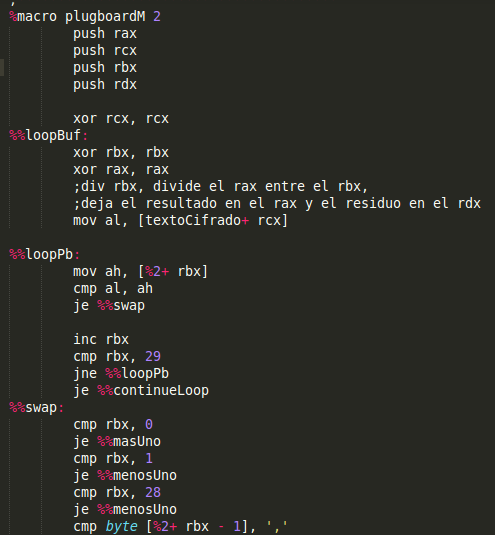 ;
%macro plugboardM 2
push rax
push rcx
push rbx
push rdx
xor rcx, rcx
%%loopBuf:
xor rbx, rbx
xor rax, rax
;div rbx, divide el rax entre el rbx,
;deja el resultado en el rax y el residuo en el rdx
mov al, [textoCifrado+ rcx]
%%loopPb:
mov ah, [%2+ rbx]
cmp al, ah
je %%swap
inc rbx
cmp rbx, 29
jne %%loopPb
je %%continueLoop
%%swap:
cmp rbx, 0
je %%masUno
cmp rbx, 1
je %%menosUno
cmp rbx, 28
je %%menosUno
cmp byte [%2+ rbx - 1], ','